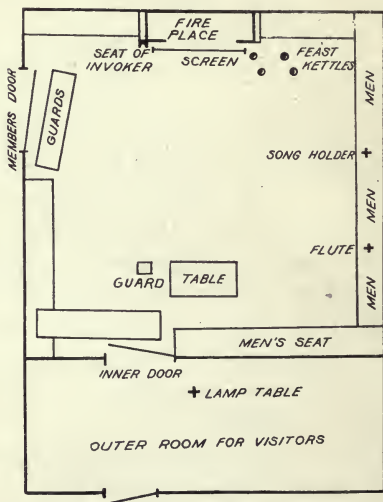 FIRE
PLACE
SEAT OF
INVOKER
SCREEN
FEAST
KETTLES
MEMBERS DOOR
GUARDS
MEN
SONG HOLDER
MEN
FLUTE
MEN
GUARD
TABLE
MEN'S SEAT
INNER DOOR
LAMP TABLE
OUTER ROOM FOR VISITORS